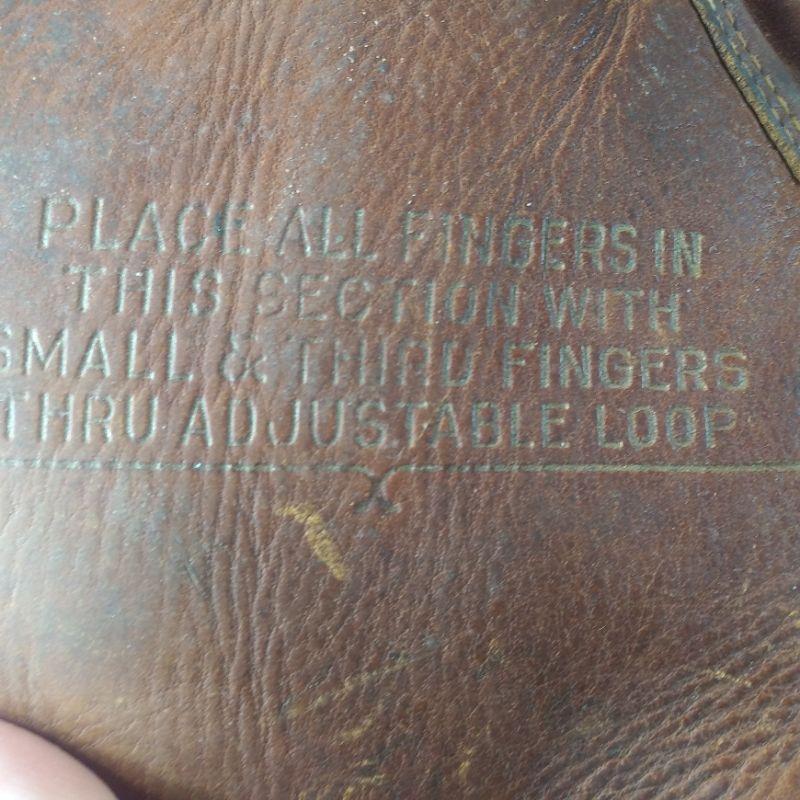 PLACE ALL FINGERS IN
THIS SECTION WITH
SMALL & THIRD FINGERS
THRU ADJUSTABLE LOOP